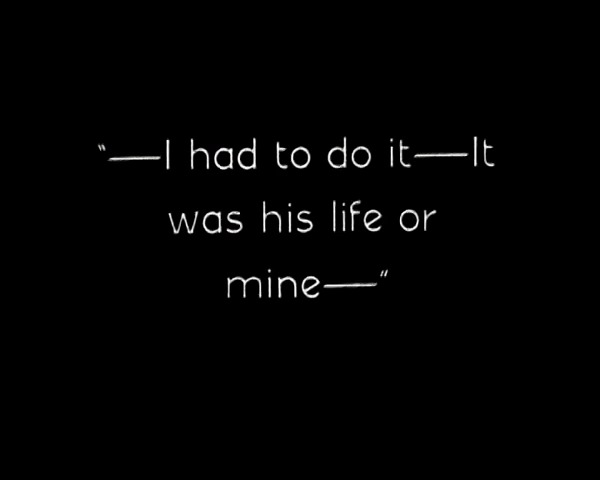 "—I had to do it—It
was his life or
mine—"